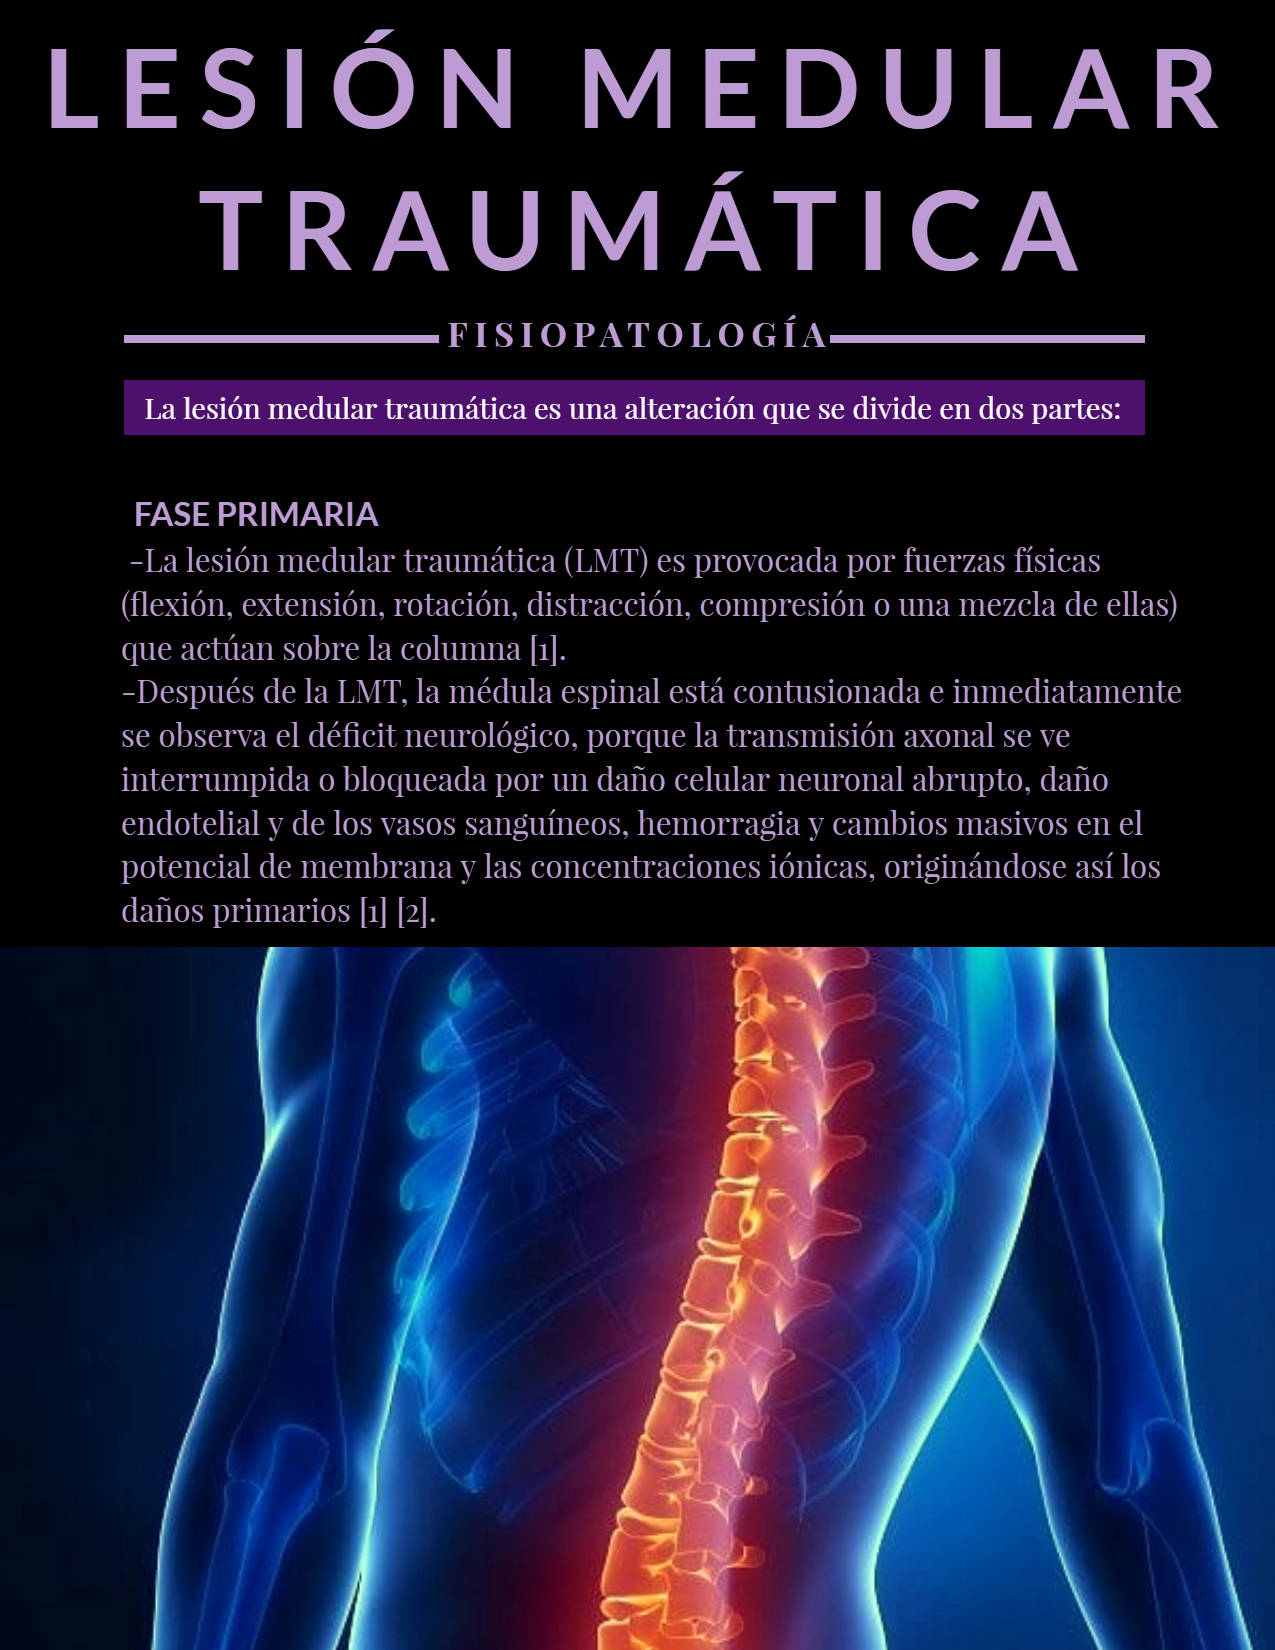 LESIÓN MEDULAR
TRAUMÁTICA
FISIOPATOLOGÍA
La lesión medular traumática es una alteración que se divide en dos partes:
FASE PRIMARIA
-La lesión medular traumática (LMT) es provocada por fuerzas físicas
(flexión, extensión, rotación, distracción, compresión o una mezcla de ellas)
que actúan sobre la columna [1].
-Después de la LMT, la médula espinal está contusionada e inmediatamente
se observa el déficit neurológico, porque la transmisión axonal se ve
interrumpida o bloqueada por un daño celular neuronal abrupto, daño
endotelial y de los vasos sanguíneos, hemorragia y cambios masivos en el
potencial de membrana y las concentraciones iónicas, originándose así los
daños primarios [1] [2].